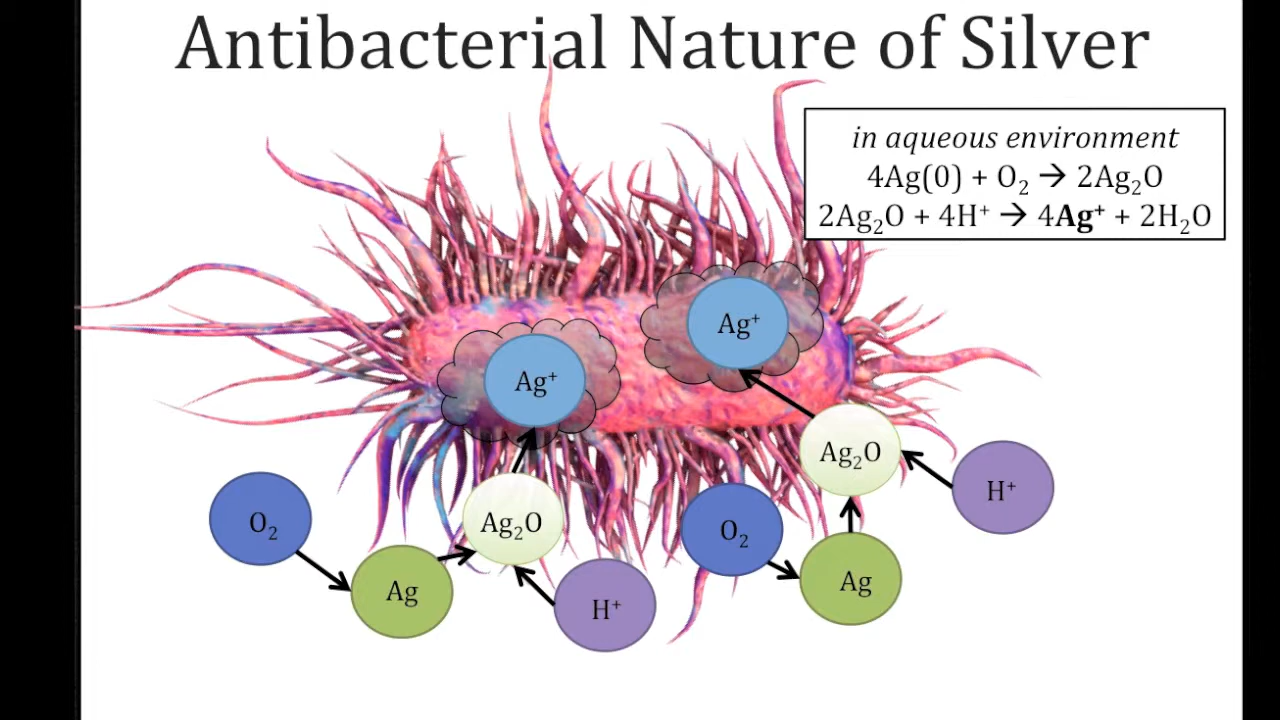 Antibacterial Nature of Silver
in aqueous environment
4Ag(0) + O₂ → 2Ag₂O
2Ag₂O + 4H⁺ → 4Ag⁺ + 2H₂O
Ag⁺
Ag⁺
Ag₂O
H⁺
O₂
Ag₂O
O₂
Ag
Ag
H⁺